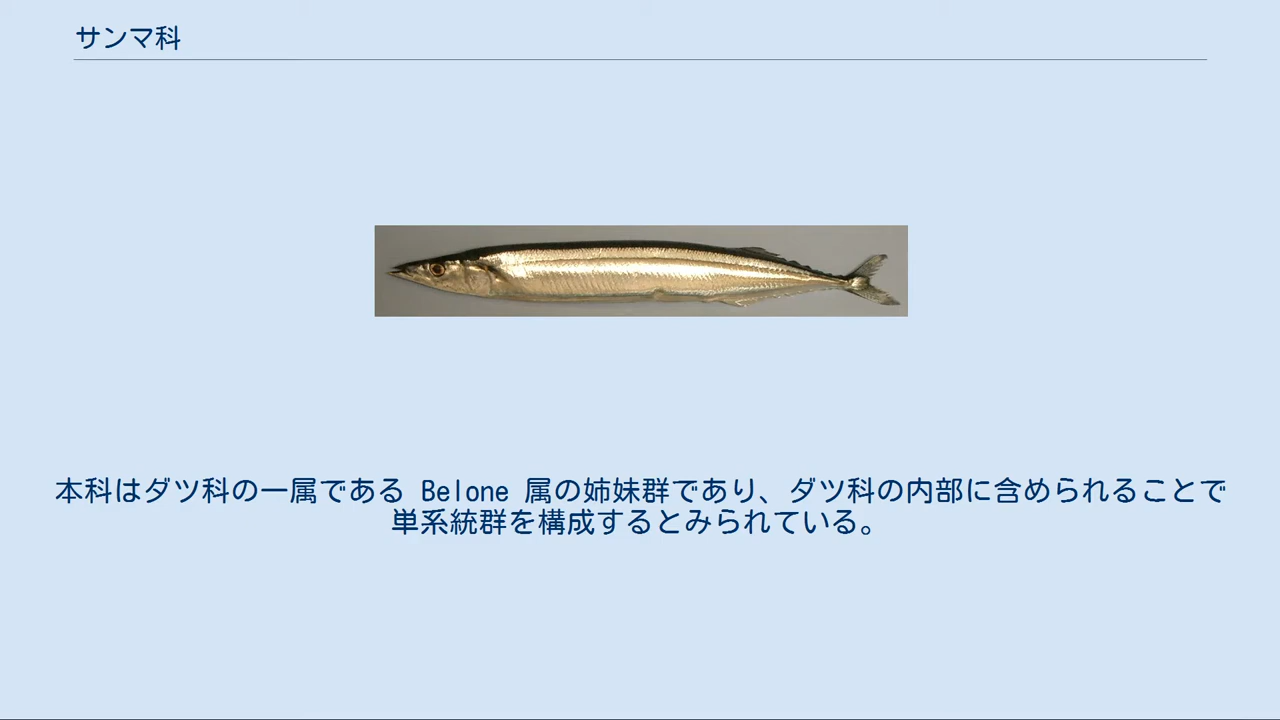 サンマ科
本科はダツ科の一属である Belone 属の姉妹群であり、ダツ科の内部に含められることで
単系統群を構成するとみられている。